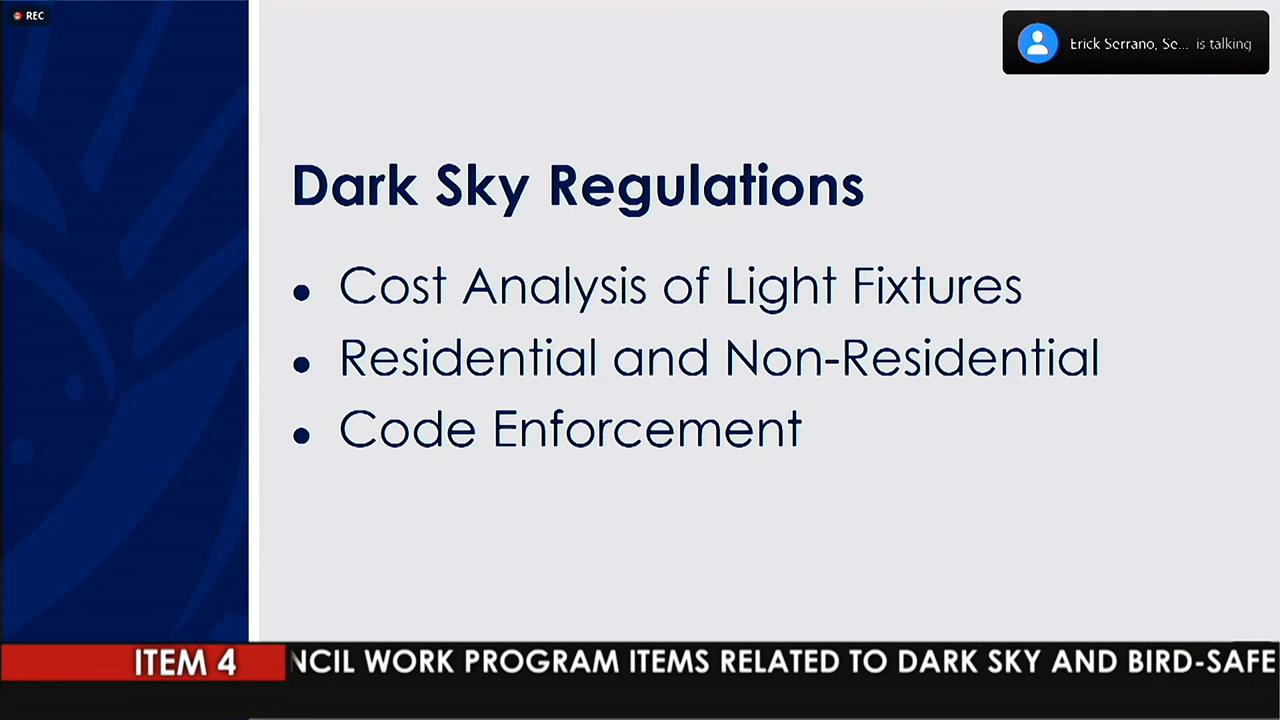 REC
Erick Serrano, Se... is talking
Dark Sky Regulations
• Cost Analysis of Light Fixtures
• Residential and Non-Residential
• Code Enforcement
ITEM 4
NCIL WORK PROGRAM ITEMS RELATED TO DARK SKY AND BIRD-SAFE